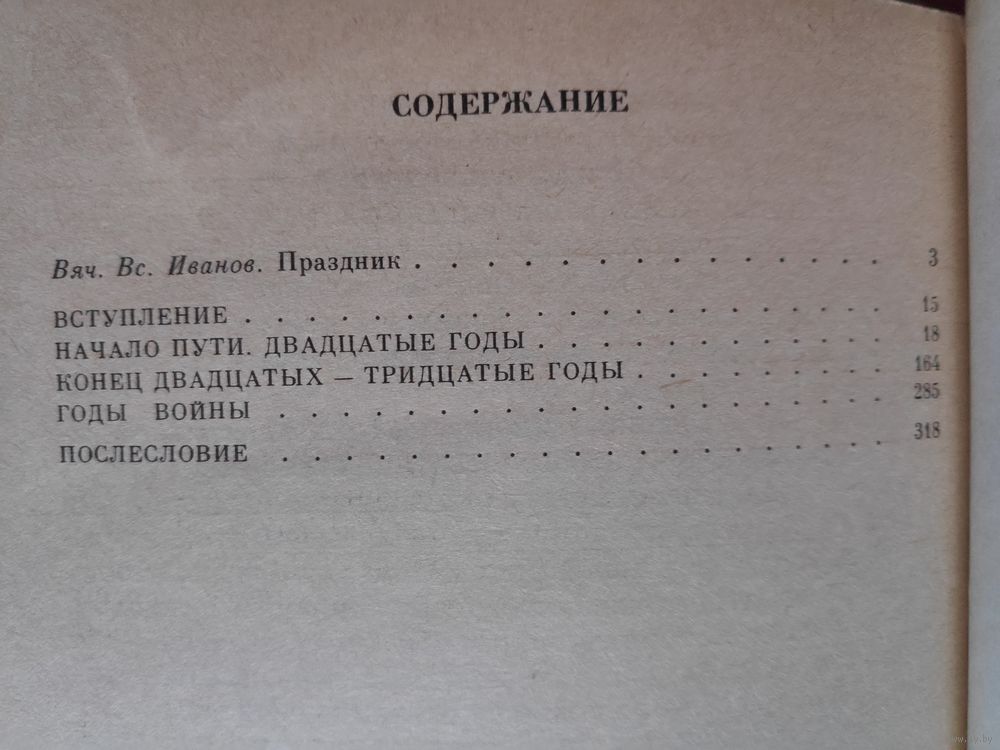 СОДЕРЖАНИЕ
Вяч. Вс. Иванов. Праздник . . . . . . . . . . . . . . 3
ВСТУПЛЕНИЕ . . . . . . . . . . . . . . . . . . 15
НАЧАЛО ПУТИ. ДВАДЦАТЫЕ ГОДЫ . . . . . . . . . . 18
КОНЕЦ ДВАДЦАТЫХ — ТРИДЦАТЫЕ ГОДЫ . . . . . . . . . 164
ГОДЫ ВОЙНЫ . . . . . . . . . . . . . . . . . 285
ПОСЛЕСЛОВИЕ . . . . . . . . . . . . . . . . . . 318